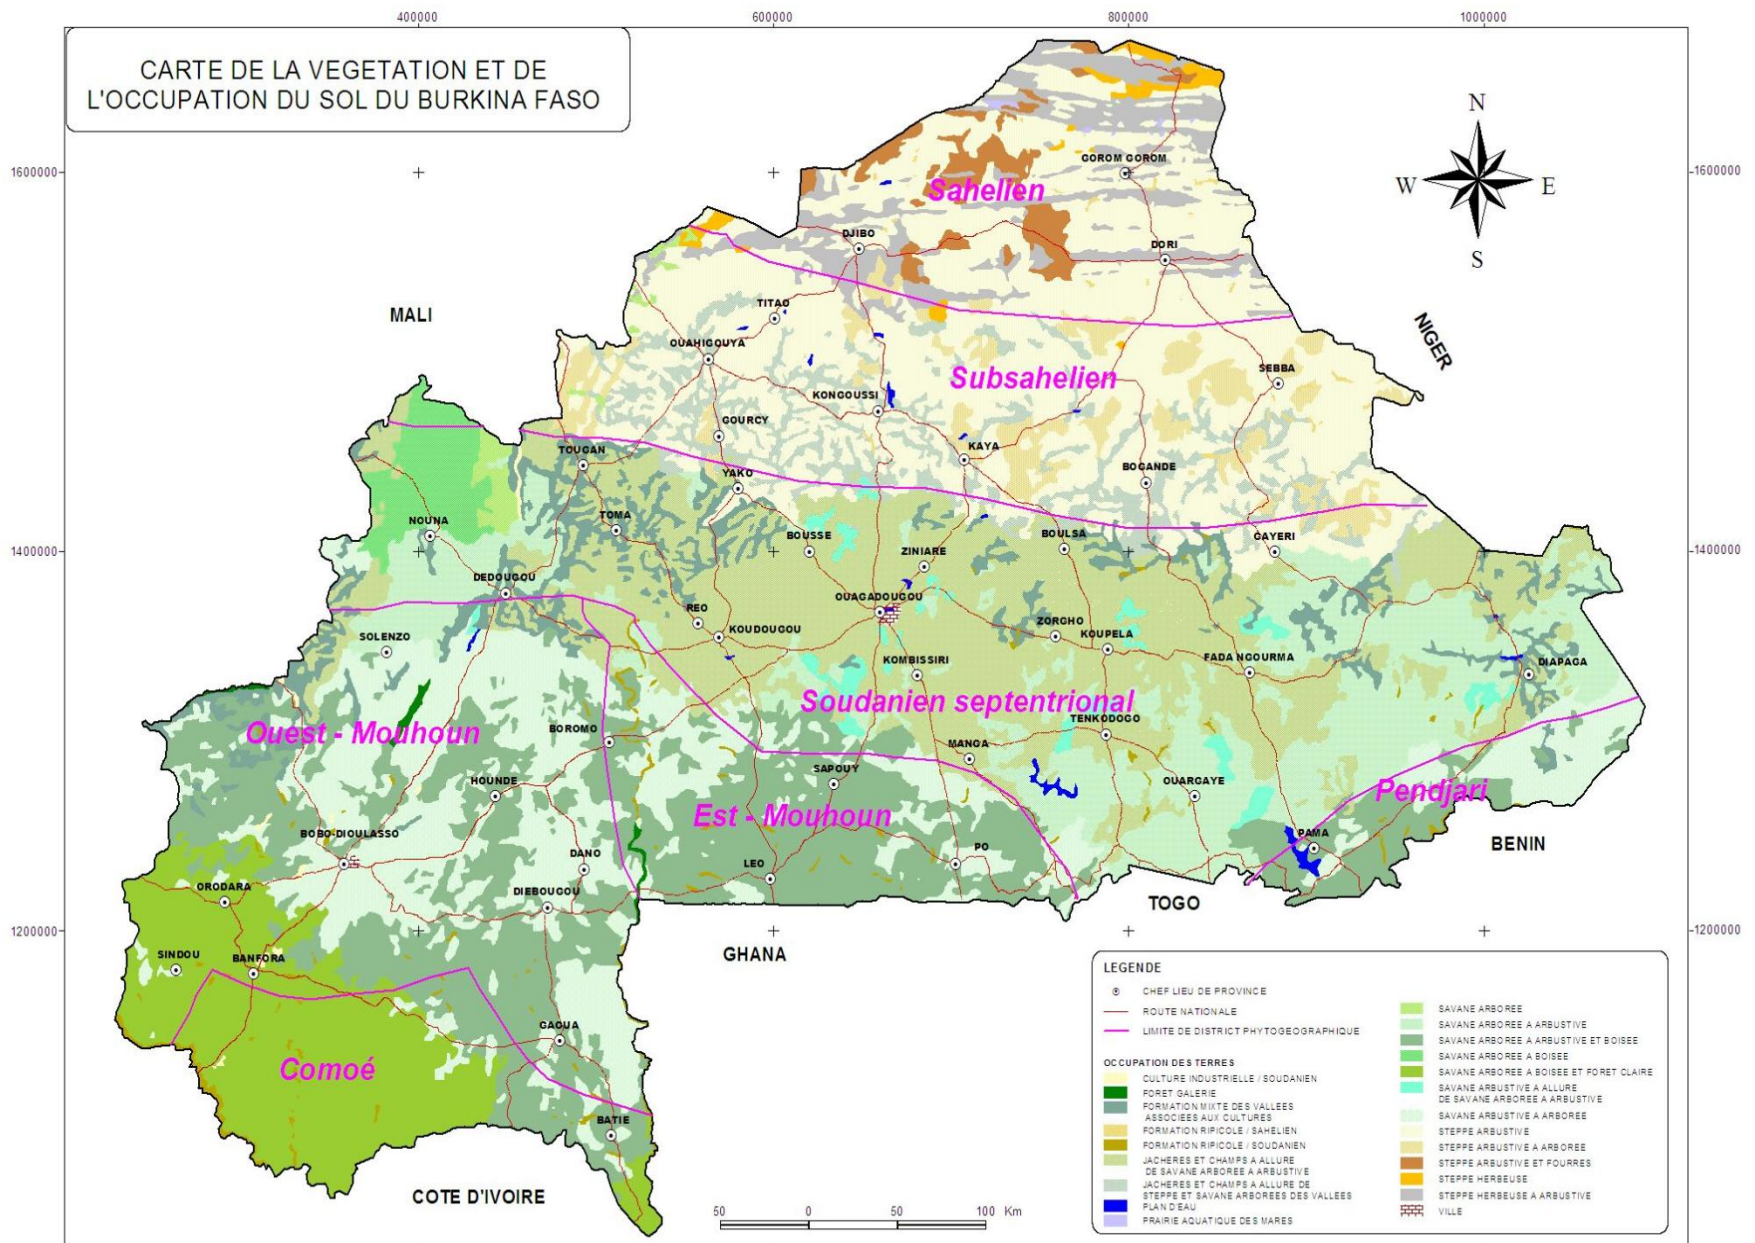 400000
600000
800000
1000000
CARTE DE LA VEGETATION ET DE
L'OCCUPATION DU SOL DU BURKINA FASO
N
W
E
S
1600000
1600000
GOROM GOROM
Sahelien
DJIBO
DORI
MALI
TITAO
NIGER
OUAHIGOUYA
SEBBA
Subsahelien
KONGOUSSI
GOURCY
TOUGAN
KAYA
BOGANDE
YAKO
NOUNA
TOMA
BOUSSE
BOULSA
GAYERI
1400000
1400000
ZINIARE
DEDOUGOU
OUAGADOUGOU
REO
KOUDOUGOU
ZORGHO
KOUPELA
SOLENZO
KOMBISSIRI
FADA NGOURMA
DIAPAGA
Soudanien septentrional
TENKODOGO
Ouest - Mouhoun
BOROMO
MANGA
SAPOUY
HOUNDE
OUARGAYE
Pendjari
Est - Mouhoun
BOBO-DIOULASSO
PAMA
BENIN
DANO
LEO
PO
ORODARA
DIEBOUGOU
TOGO
1200000
1200000
GHANA
SINDOU
BANFORA
GAOUA
Comoé
BATIE
COTE D'IVOIRE
50
0
50
100 Km
LEGENDE
CHEF LIEU DE PROVINCE
ROUTE NATIONALE
LIMITE DE DISTRICT PHYTOGEOGRAPHIQUE
OCCUPATION DES TERRES
CULTURE INDUSTRIELLE / SOUDANIEN
FORET GALERIE
FORMATION MIXTE DES VALLEES
ASSOCIEES AUX CULTURES
FORMATION RIPICOLE / SAHELIEN
FORMATION RIPICOLE / SOUDANIEN
JACHERES ET CHAMPS A ALLURE
DE SAVANE ARBOREE A ARBUSTIVE
JACHERES ET CHAMPS A ALLURE DE
STEPPE ET SAVANE ARBOREES DES VALLEES
PLAN D'EAU
PRAIRIE AQUATIQUE DES MARES
SAVANE ARBOREE
SAVANE ARBOREE A ARBUSTIVE
SAVANE ARBOREE A ARBUSTIVE ET BOISEE
SAVANE ARBOREE A BOISEE
SAVANE ARBOREE A BOISEE ET FORET CLAIRE
SAVANE ARBUSTIVE A ALLURE
DE SAVANE ARBOREE A ARBUSTIVE
SAVANE ARBUSTIVE A ARBOREE
STEPPE ARBUSTIVE
STEPPE ARBUSTIVE A ARBOREE
STEPPE ARBUSTIVE ET FOURRES
STEPPE HERBEUSE
STEPPE HERBEUSE A ARBUSTIVE
VILLE